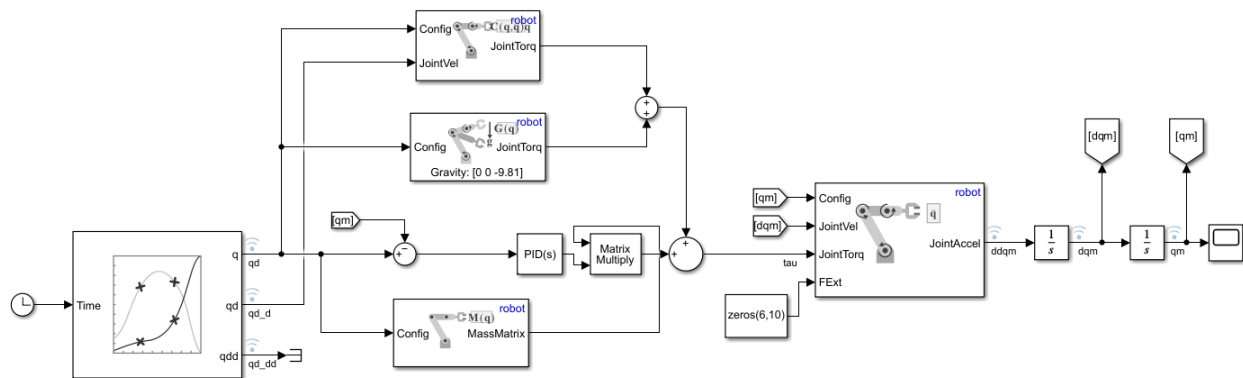 robot
C(q,q̇)q̇
Config
JointVel
JointTorq
robot
G(q)
g
Config
JointTorq
Gravity: [0 0 -9.81]
[qm]
Time
q
qd
qd
qd_d
qdd
qd_dd
PID(s)
Matrix
Multiply
robot
M(q)
Config
MassMatrix
tau
[qm]
[dqm]
zeros(6,10)
robot
Config
JointVel
JointTorq
FExt
q̈
JointAccel
ddqm
1
s
dqm
[dqm]
1
s
qm
[qm]